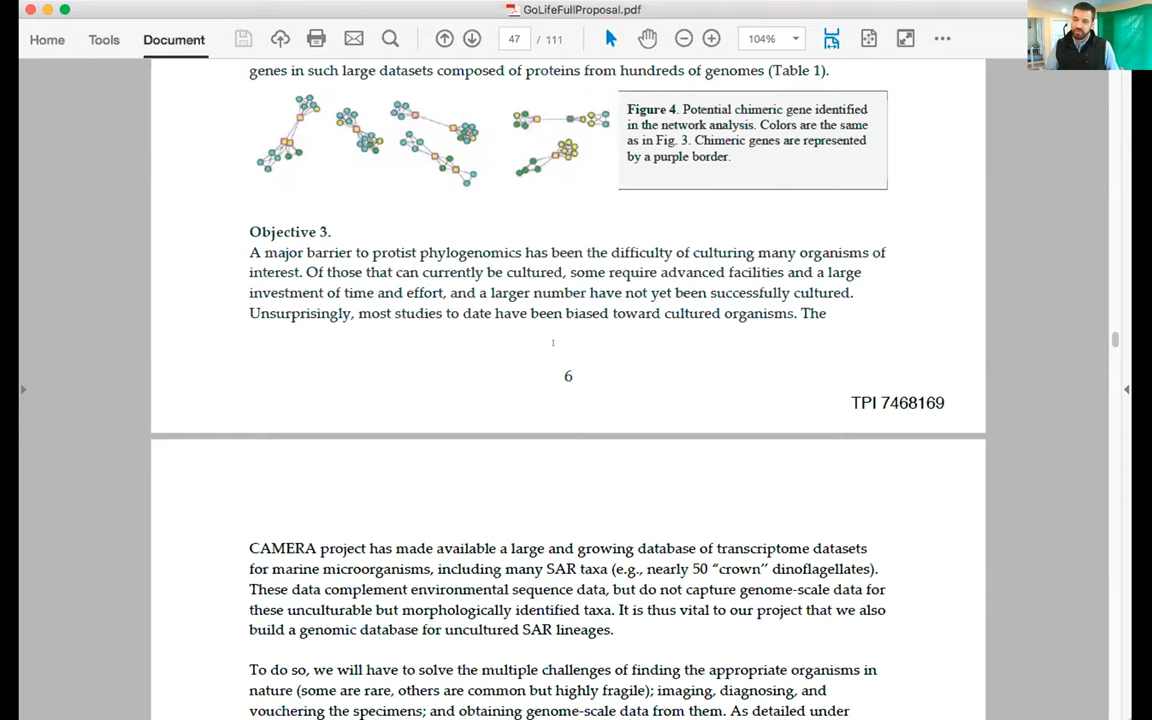 GoLifeFullProposal.pdf
Home Tools Document 47 / 111 104%
genes in such large datasets composed of proteins from hundreds of genomes (Table 1).
Figure 4. Potential chimeric gene identified
in the network analysis. Colors are the same
as in Fig. 3. Chimeric genes are represented
by a purple border.
Objective 3.
A major barrier to protist phylogenomics has been the difficulty of culturing many organisms of
interest. Of those that can currently be cultured, some require advanced facilities and a large
investment of time and effort, and a larger number have not yet been successfully cultured.
Unsurprisingly, most studies to date have been biased toward cultured organisms. The
6
TPI 7468169
CAMERA project has made available a large and growing database of transcriptome datasets
for marine microorganisms, including many SAR taxa (e.g., nearly 50 “crown” dinoflagellates).
These data complement environmental sequence data, but do not capture genome-scale data for
these unculturable but morphologically identified taxa. It is thus vital to our project that we also
build a genomic database for uncultured SAR lineages.
To do so, we will have to solve the multiple challenges of finding the appropriate organisms in
nature (some are rare, others are common but highly fragile); imaging, diagnosing, and
vouchering the specimens; and obtaining genome-scale data from them. As detailed under